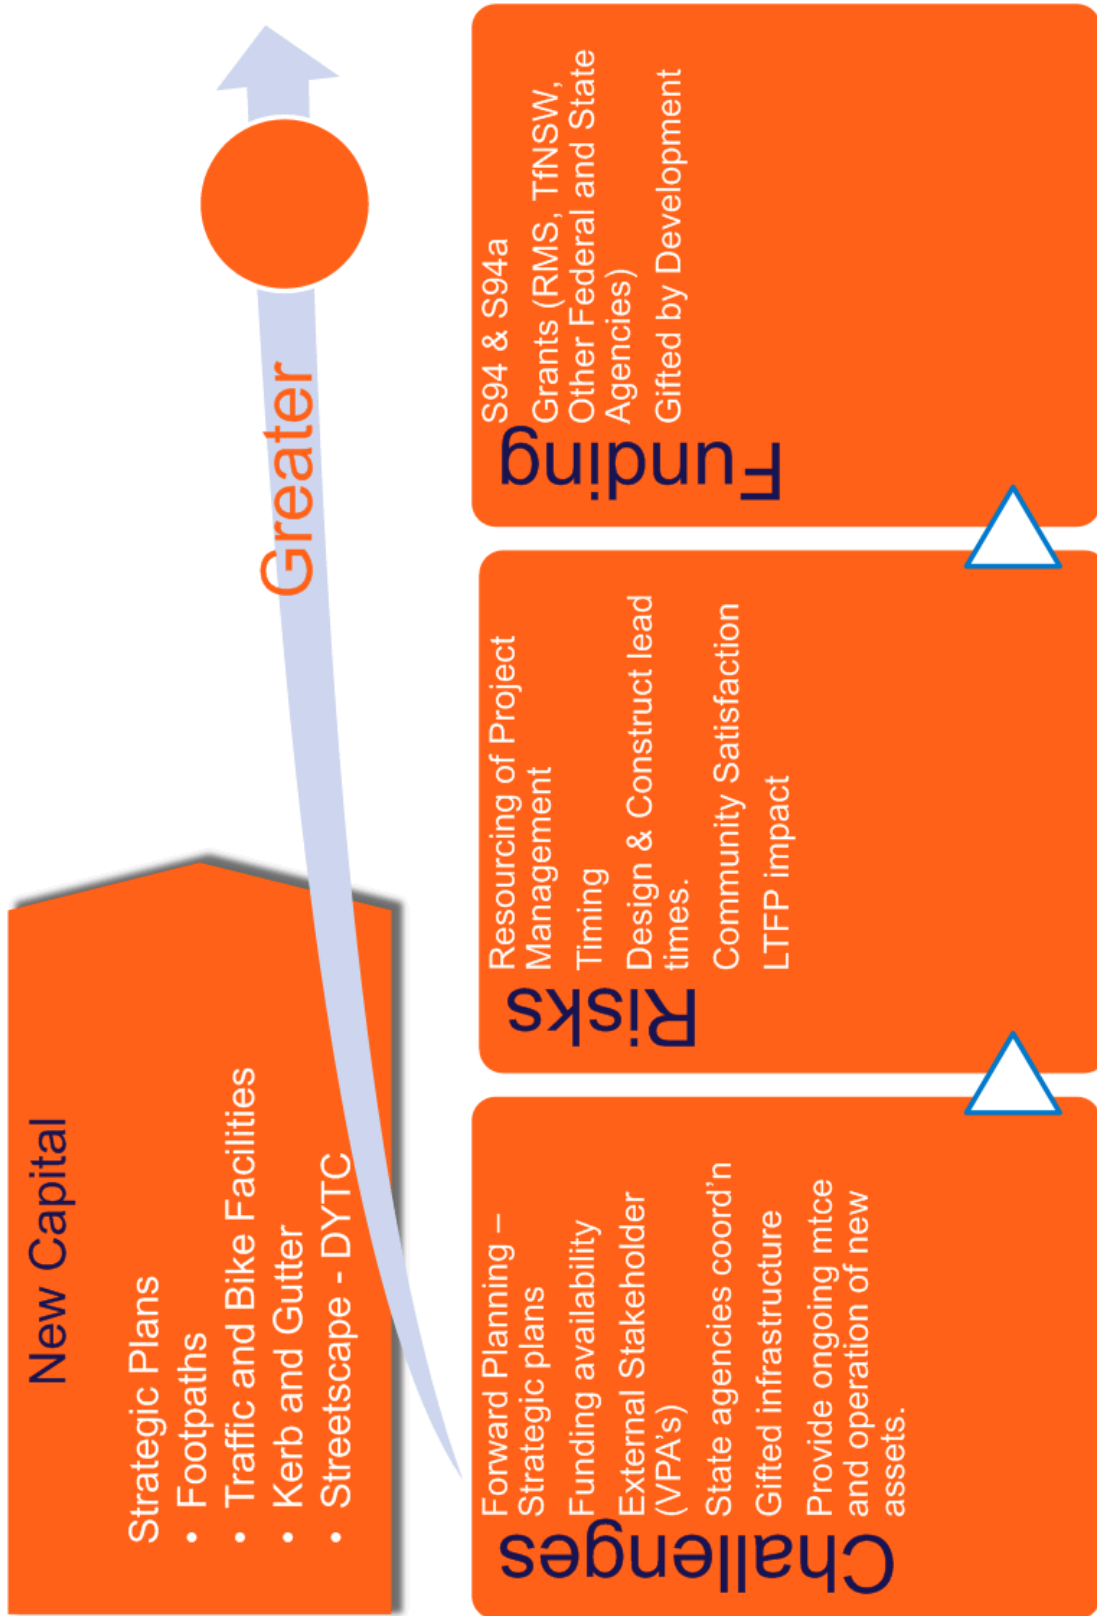 New Capital
Strategic Plans
• Footpaths
• Traffic and Bike Facilities
• Kerb and Gutter
• Streetscape - DYTC
Greater
Challenges
Forward Planning –
Strategic plans
Funding availability
External Stakeholder
(VPA's)
State agencies coord'n
Gifted infrastructure
Provide ongoing mtce
and operation of new
assets.
Risks
Resourcing of Project
Management
Timing
Design & Construct lead
times.
Community Satisfaction
LTFP impact
Funding
S94 & S94a
Grants (RMS, TfNSW,
Other Federal and State
Agencies)
Gifted by Development